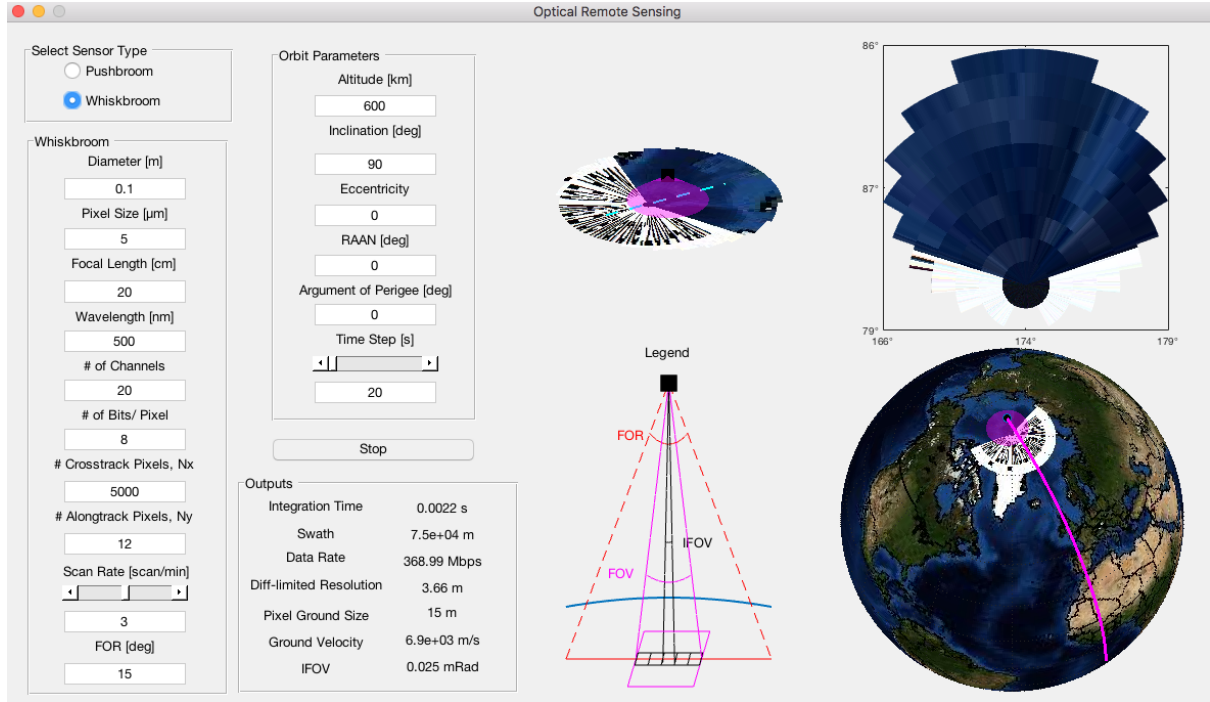 Optical Remote Sensing
Select Sensor Type
Pushbroom
Whiskbroom
Whiskbroom
Diameter [m]
0.1
Pixel Size [µm]
5
Focal Length [cm]
20
Wavelength [nm]
500
# of Channels
20
# of Bits/ Pixel
8
# Crosstrack Pixels, Nx
5000
# Alongtrack Pixels, Ny
12
Scan Rate [scan/min]
3
FOR [deg]
15
Orbit Parameters
Altitude [km]
600
Inclination [deg]
90
Eccentricity
0
RAAN [deg]
0
Argument of Perigee [deg]
0
Time Step [s]
20
Stop
Outputs
Integration Time 0.0022 s
Swath 7.5e+04 m
Data Rate 368.99 Mbps
Diff-limited Resolution 3.66 m
Pixel Ground Size 15 m
Ground Velocity 6.9e+03 m/s
IFOV 0.025 mRad
Legend
FOR
IFOV
FOV
86°
87°
79°
166° 174° 179°